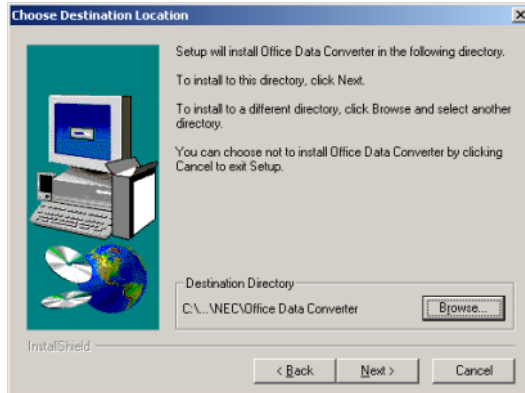 Choose Destination Location
Setup will install Office Data Converter in the following directory.
To install to this directory, click Next.
To install to a different directory, click Browse and select another
directory.
You can choose not to install Office Data Converter by clicking
Cancel to exit Setup.
Destination Directory
C:\...\NEC\Office Data Converter
Browse...
InstallShield
< Back
Next >
Cancel